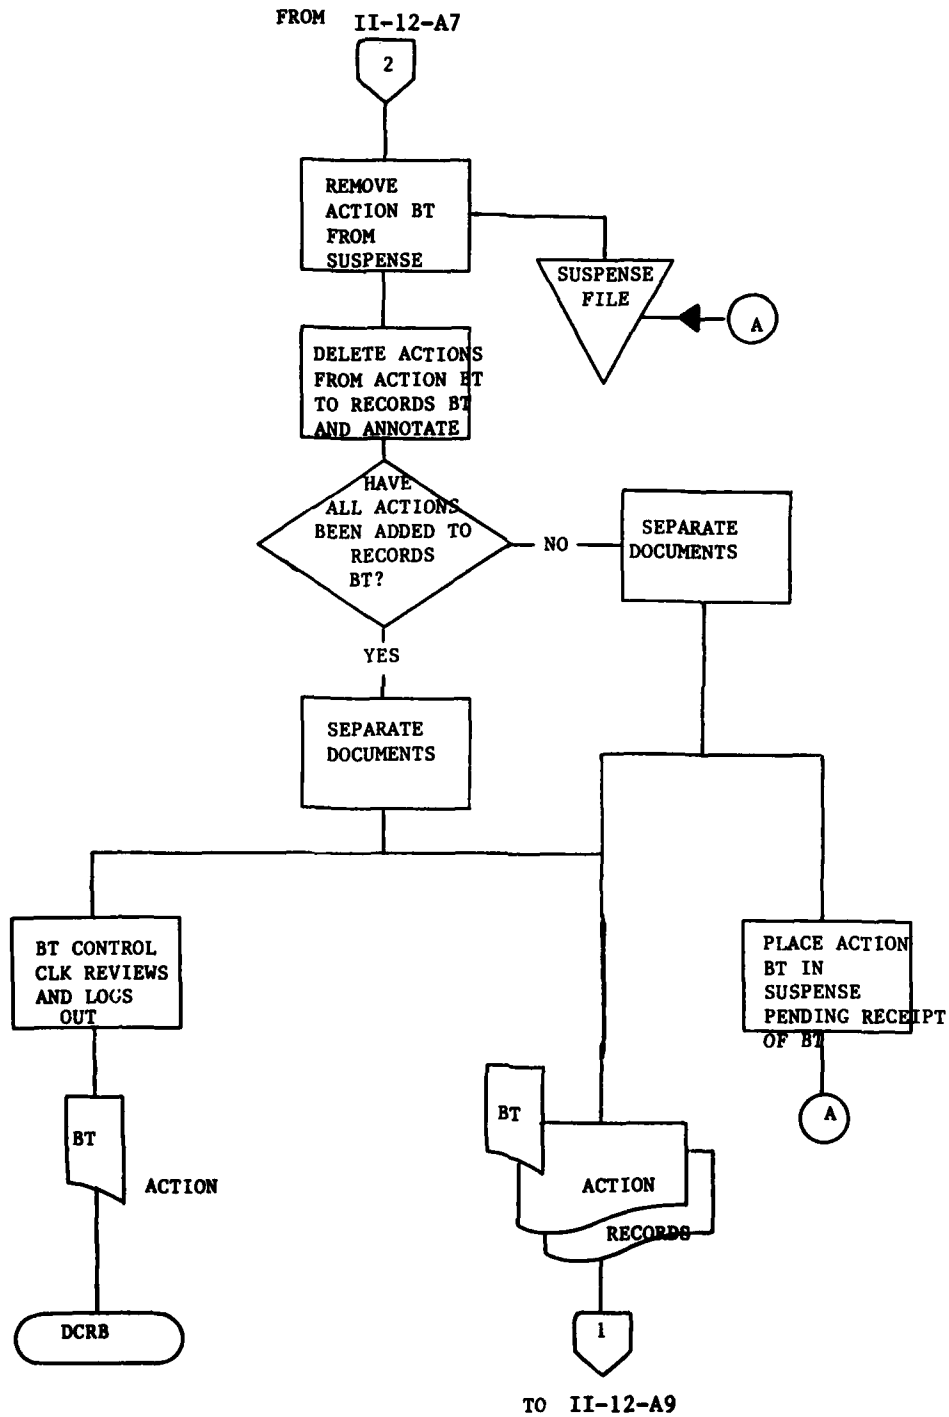 FROM II-12-A7
2
REMOVE
ACTION BT
FROM
SUSPENSE
SUSPENSE
FILE
A
DELETE ACTIONS
FROM ACTION BT
TO RECORDS BT
AND ANNOTATE
HAVE
ALL ACTIONS
BEEN ADDED TO
RECORDS
BT?
NO
SEPARATE
DOCUMENTS
YES
SEPARATE
DOCUMENTS
BT CONTROL
CLK REVIEWS
AND LOGS
OUT
PLACE ACTION
BT IN
SUSPENSE
PENDING RECEIPT
OF BT
A
BT
ACTION
BT
ACTION
RECORDS
DCRB
1
TO II-12-A9